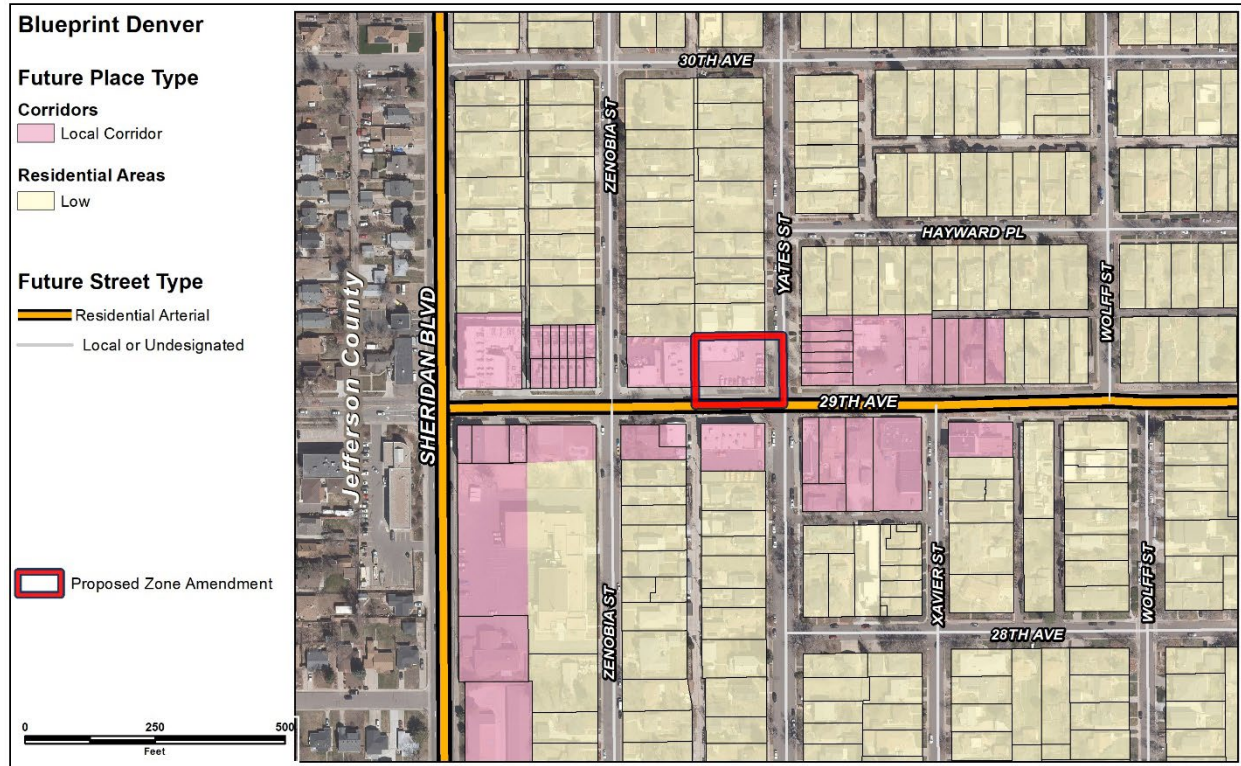 Blueprint Denver
Future Place Type
Corridors
Local Corridor
Residential Areas
Low
Future Street Type
Residential Arterial
Local or Undesignated
Proposed Zone Amendment
0 250 500
Feet
30TH AVE
ZENOBIA ST
YATES ST
HAYWARD PL
WOLFF ST
Jefferson County
SHERIDAN BLVD
29TH AVE
ZENOBIA ST
XAVIER ST
WOLFF ST
28TH AVE